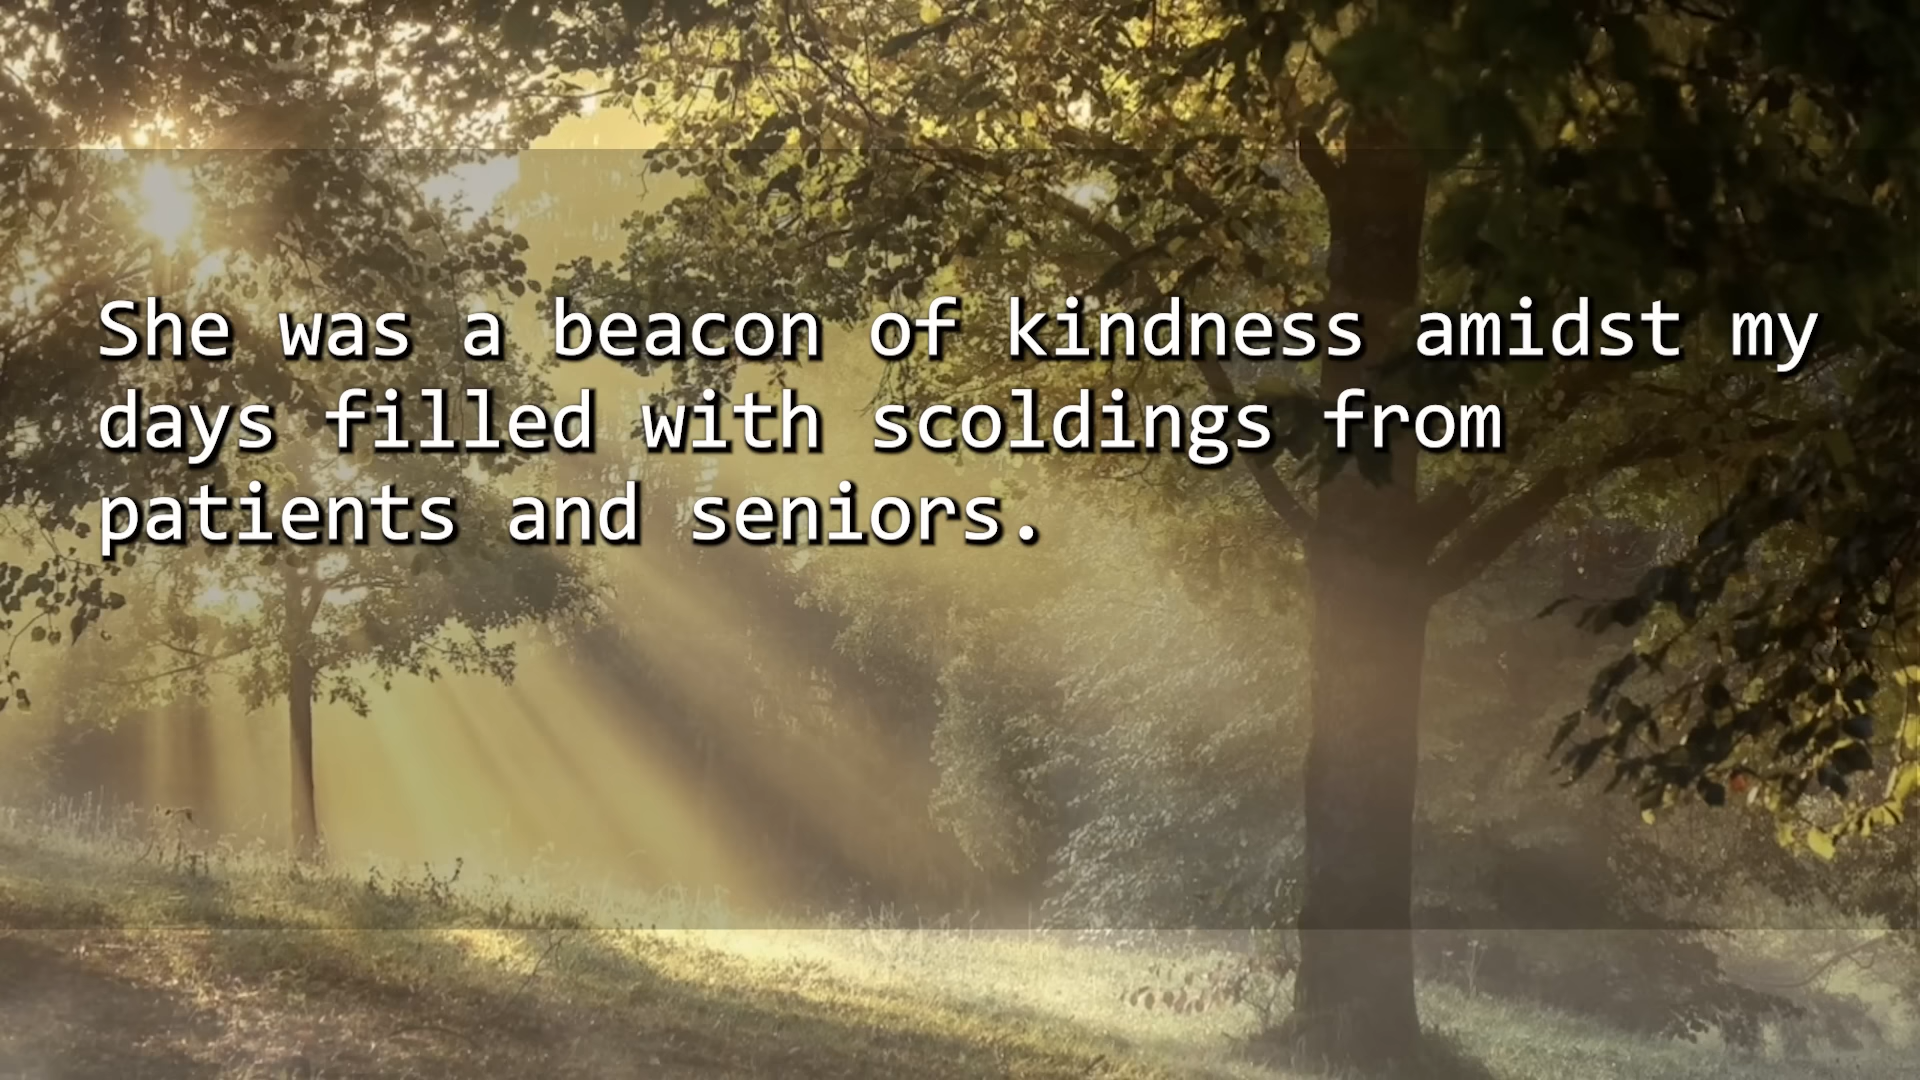 She was a beacon of kindness amidst my
days filled with scoldings from
patients and seniors.